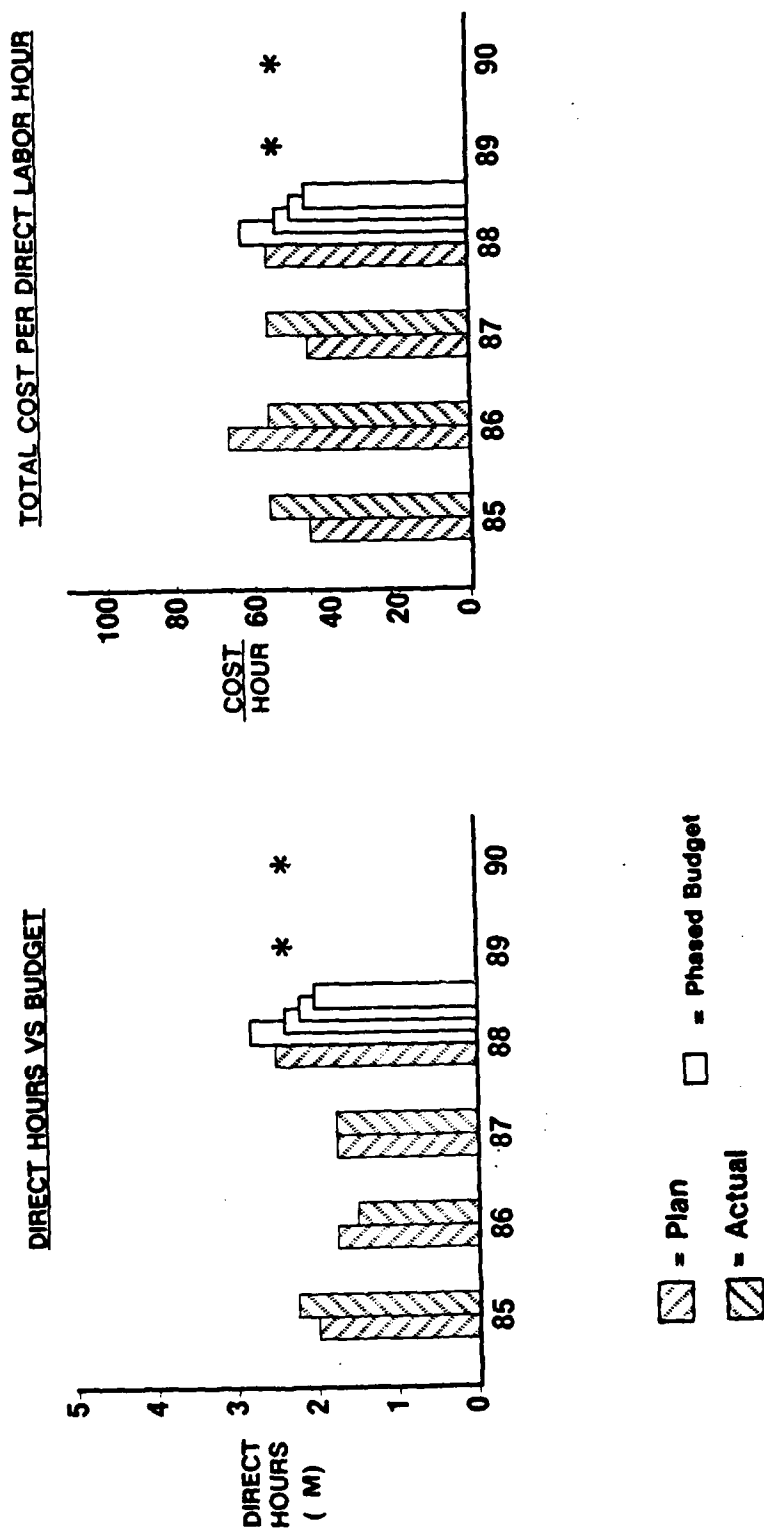 DIRECT HOURS VS BUDGET
5
4
3
2
1
0
DIRECT
HOURS
( M)
85
86
87
88
89
90
*
*
TOTAL COST PER DIRECT LABOR HOUR
100
80
60
40
20
0
COST
HOUR
85
86
87
88
89
90
*
*
= Plan
= Actual
= Phased Budget